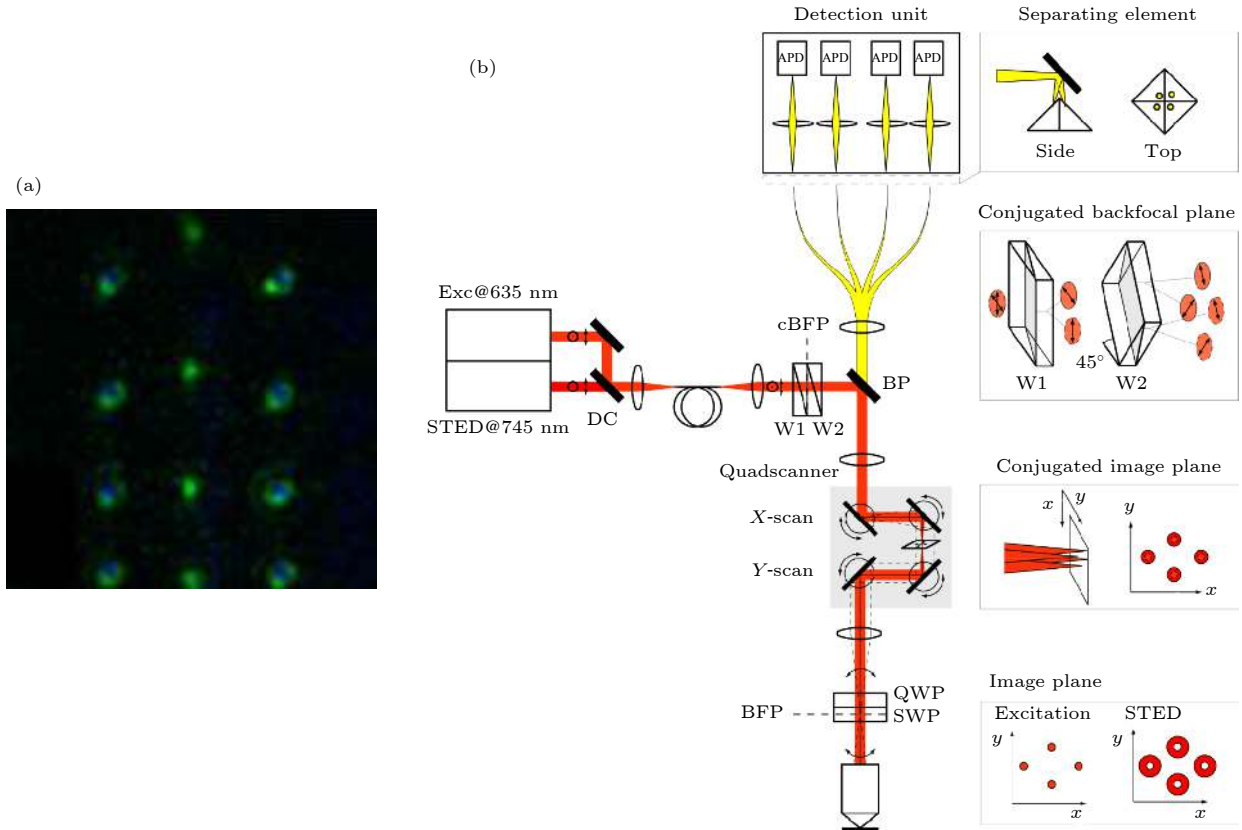 (a)
(b)
Detection unit
APD APD APD APD
Separating element
Side Top
Conjugated backfocal plane
45°
W1 W2
Exc@635 nm
STED@745 nm
DC
cBFP
W1 W2
BP
Quadscanner
X-scan
Y-scan
Conjugated image plane
x y
y
x
QWP
BFP SWP
Image plane
Excitation STED
y y
x x